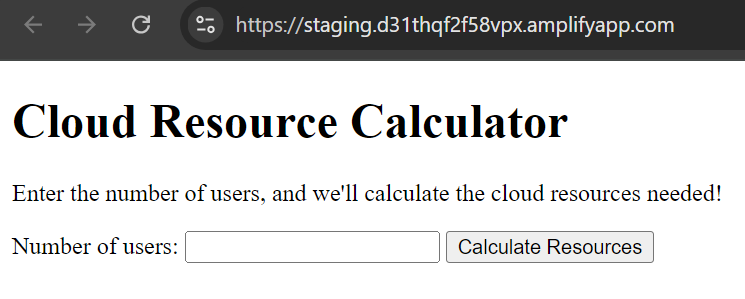 https://staging.d31thqf2f58vpx.amplifyapp.com
Cloud Resource Calculator
Enter the number of users, and we'll calculate the cloud resources needed!
Number of users: Calculate Resources